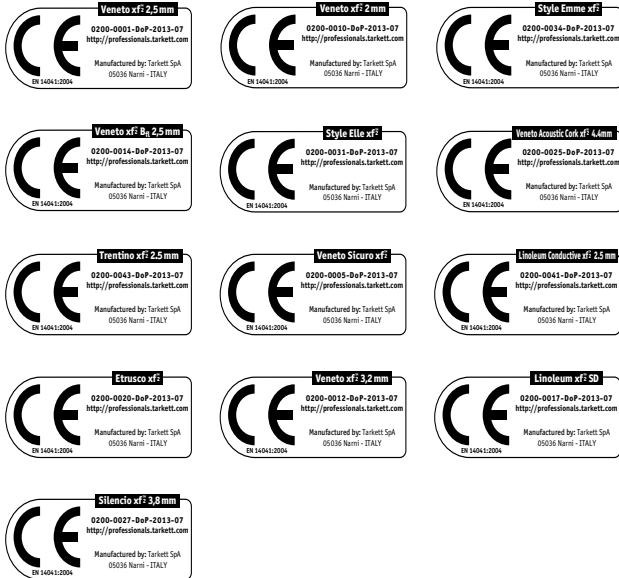 Veneto xf² 2,5 mm
CE
0200-0001-DoP-2013-07
http://professionals.tarkett.com
Manufactured by: Tarkett SpA
05036 Narni - ITALY
EN 14041:2004
Veneto xf² 2 mm
CE
0200-0010-DoP-2013-07
http://professionals.tarkett.com
Manufactured by: Tarkett SpA
05036 Narni - ITALY
EN 14041:2004
Style Emme xf²
CE
0200-0034-DoP-2013-07
http://professionals.tarkett.com
Manufactured by: Tarkett SpA
05036 Narni - ITALY
EN 14041:2004
Veneto xf² Bfl 2,5 mm
CE
0200-0014-DoP-2013-07
http://professionals.tarkett.com
Manufactured by: Tarkett SpA
05036 Narni - ITALY
EN 14041:2004
Style Elle xf²
CE
0200-0031-DoP-2013-07
http://professionals.tarkett.com
Manufactured by: Tarkett SpA
05036 Narni - ITALY
EN 14041:2004
Veneto Acoustic Cork xf² 4.4mm
CE
0200-0025-DoP-2013-07
http://professionals.tarkett.com
Manufactured by: Tarkett SpA
05036 Narni - ITALY
EN 14041:2004
Trentino xf² 2.5 mm
CE
0200-0043-DoP-2013-07
http://professionals.tarkett.com
Manufactured by: Tarkett SpA
05036 Narni - ITALY
EN 14041:2004
Veneto Sicuro xf²
CE
0200-0005-DoP-2013-07
http://professionals.tarkett.com
Manufactured by: Tarkett SpA
05036 Narni - ITALY
EN 14041:2004
Linoleum Conductive xf² 2.5 mm
CE
0200-0041-DoP-2013-07
http://professionals.tarkett.com
Manufactured by: Tarkett SpA
05036 Narni - ITALY
EN 14041:2004
Etrusco xf²
CE
0200-0020-DoP-2013-07
http://professionals.tarkett.com
Manufactured by: Tarkett SpA
05036 Narni - ITALY
EN 14041:2004
Veneto xf² 3,2 mm
CE
0200-0012-DoP-2013-07
http://professionals.tarkett.com
Manufactured by: Tarkett SpA
05036 Narni - ITALY
EN 14041:2004
Linoleum xf² SD
CE
0200-0017-DoP-2013-07
http://professionals.tarkett.com
Manufactured by: Tarkett SpA
05036 Narni - ITALY
EN 14041:2004
Silencio xf² 3,8 mm
CE
0200-0027-DoP-2013-07
http://professionals.tarkett.com
Manufactured by: Tarkett SpA
05036 Narni - ITALY
EN 14041:2004